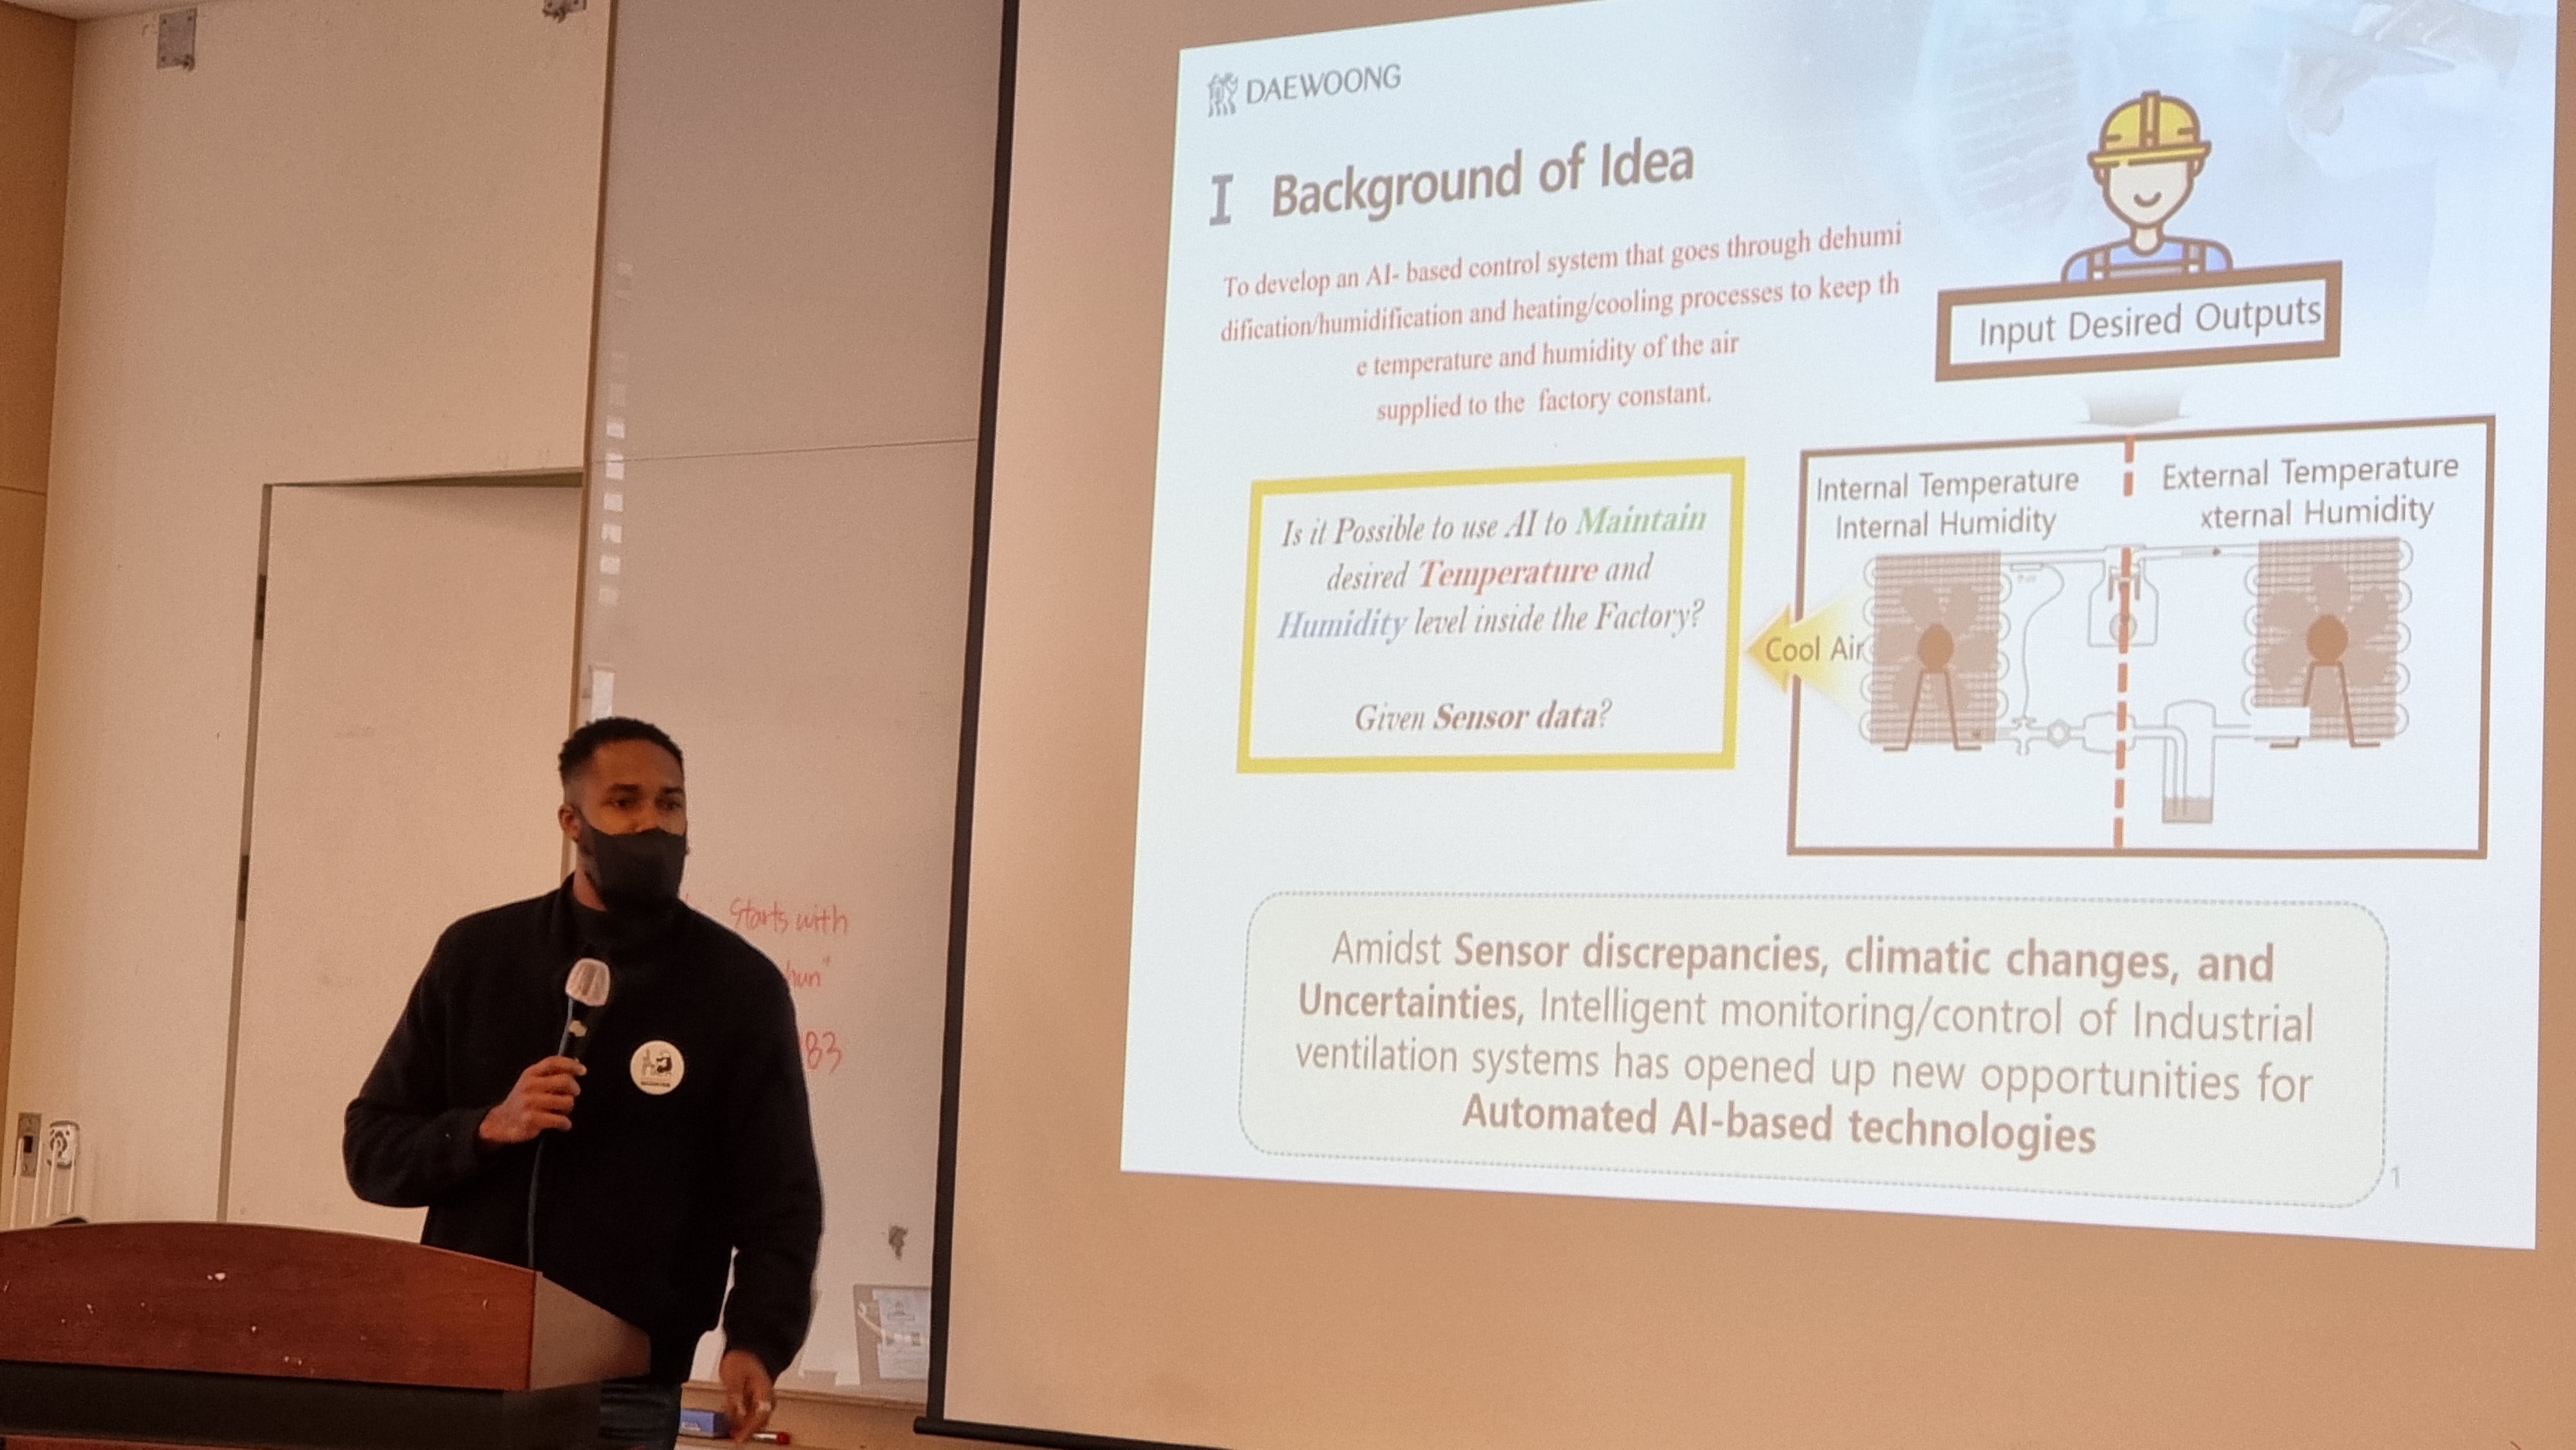 DAEWOONG
I Background of Idea
To develop an AI- based control system that goes through dehumi
dification/humidification and heating/cooling processes to keep th
e temperature and humidity of the air
supplied to the factory constant.
Input Desired Outputs
Is it Possible to use AI to Maintain
desired Temperature and
Humidity level inside the Factory?
Given Sensor data?
Internal Temperature
Internal Humidity
External Temperature
xternal Humidity
Cool Air
Amidst Sensor discrepancies, climatic changes, and
Uncertainties, Intelligent monitoring/control of Industrial
ventilation systems has opened up new opportunities for
Automated AI-based technologies
1
Starts with
hun"
83